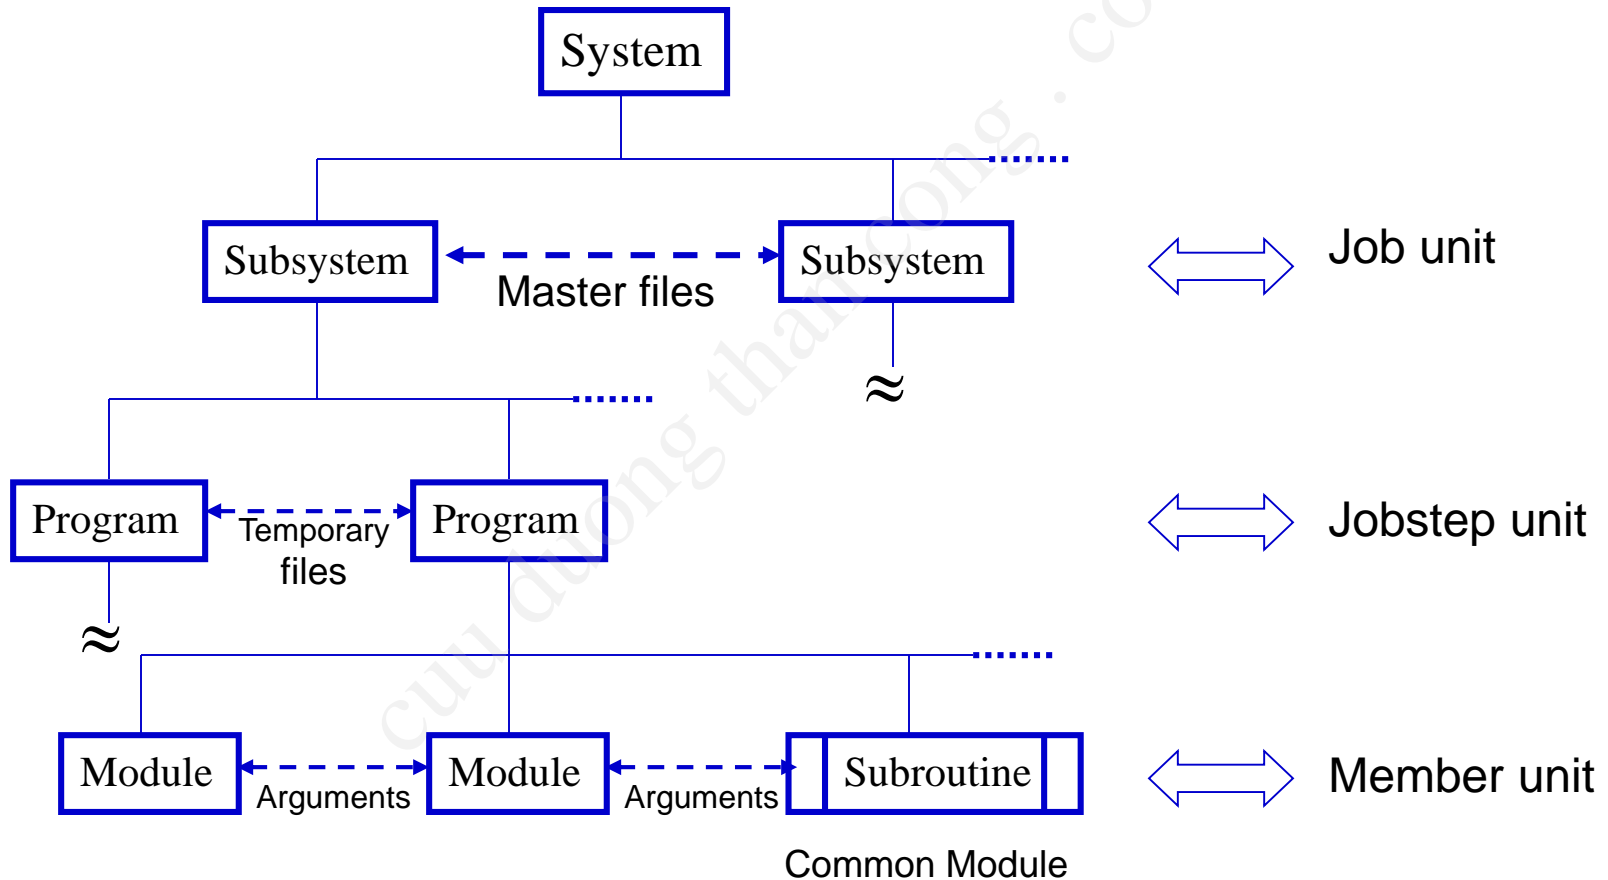 System
Subsystem
Master files
Subsystem
Job unit
≈
Program
Temporary
files
Program
Jobstep unit
≈
Module
Arguments
Module
Arguments
Subroutine
Member unit
Common Module
cuu duong than cong . co